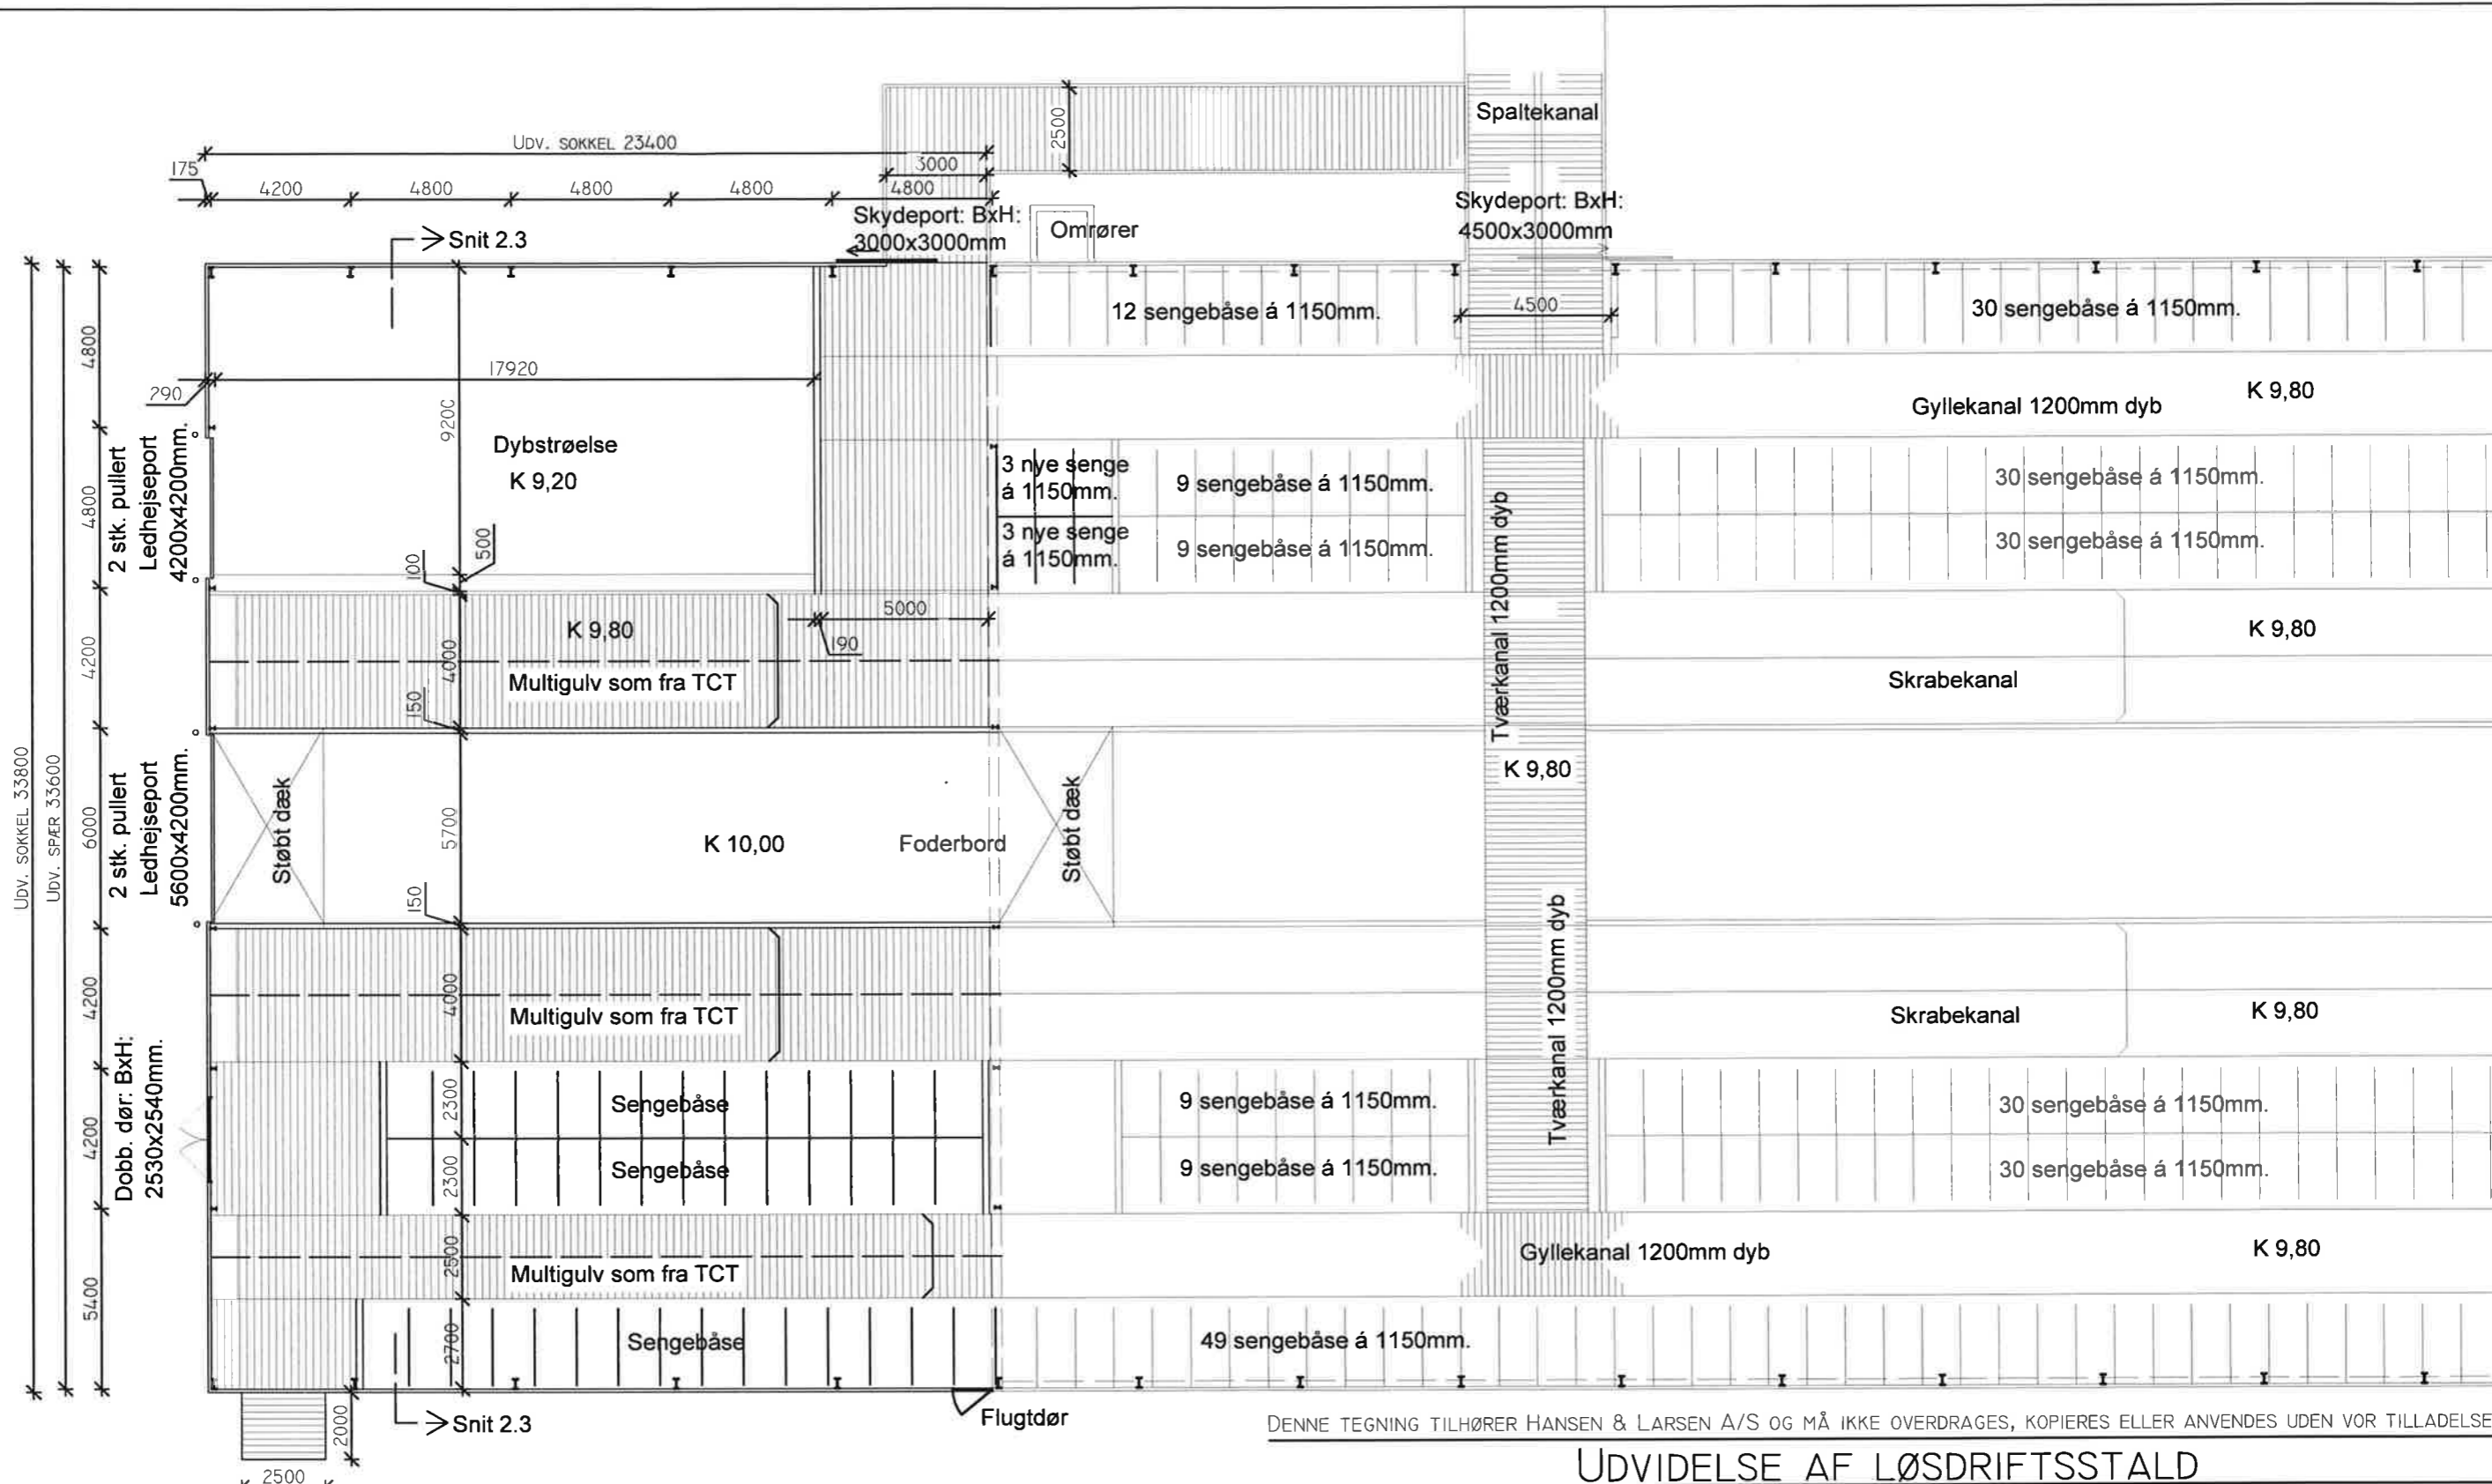 Spaltekanal
2500
UDV. SOKKEL 23400
3000
175
4200
4800
4800
4800
4800
Skydeport: BxH:
3000x3000mm
Omrører
Skydeport: BxH:
4500x3000mm
Snit 2.3
12 sengebåse á 1150mm.
4500
30 sengebåse á 1150mm.
17920
290
9200
K 9,80
Gyllekanal 1200mm dyb
Dybstrøelse
K 9,20
3 nye senge
á 1150mm.
9 sengebåse á 1150mm.
30 sengebåse á 1150mm.
3 nye senge
á 1150mm.
9 sengebåse á 1150mm.
30 sengebåse á 1150mm.
500
100
5000
190
K 9,80
4000
Multigulv som fra TCT
150
Tværkanal 1200mm dyb
K 9,80
Skrabekanal
K 9,80
UDV. SOKKEL 33800
UDV. SPÆR 33600
4800
4800
4200
6000
4200
4200
5400
2 stk. pullert
Ledhejseport
4200x4200mm.
2 stk. pullert
Ledhejseport
5600x4200mm.
Dobb. dør: BxH:
2530x2540mm.
Støbt dæk
5700
K 10,00
Foderbord
Støbt dæk
150
4000
Multigulv som fra TCT
Tværkanal 1200mm dyb
Skrabekanal
K 9,80
2300
Sengebåse
9 sengebåse á 1150mm.
30 sengebåse á 1150mm.
2300
Sengebåse
9 sengebåse á 1150mm.
30 sengebåse á 1150mm.
2500
Multigulv som fra TCT
Gyllekanal 1200mm dyb
K 9,80
2700
Sengebåse
49 sengebåse á 1150mm.
2000
2500
Snit 2.3
Flugtdør
DENNE TEGNING TILHØRER HANSEN & LARSEN A/S OG MÅ IKKE OVERDRAGES, KOPIERES ELLER ANVENDES UDEN VOR TILLADELSE
UDVIDELSE AF LØSDRIFTSSTALD